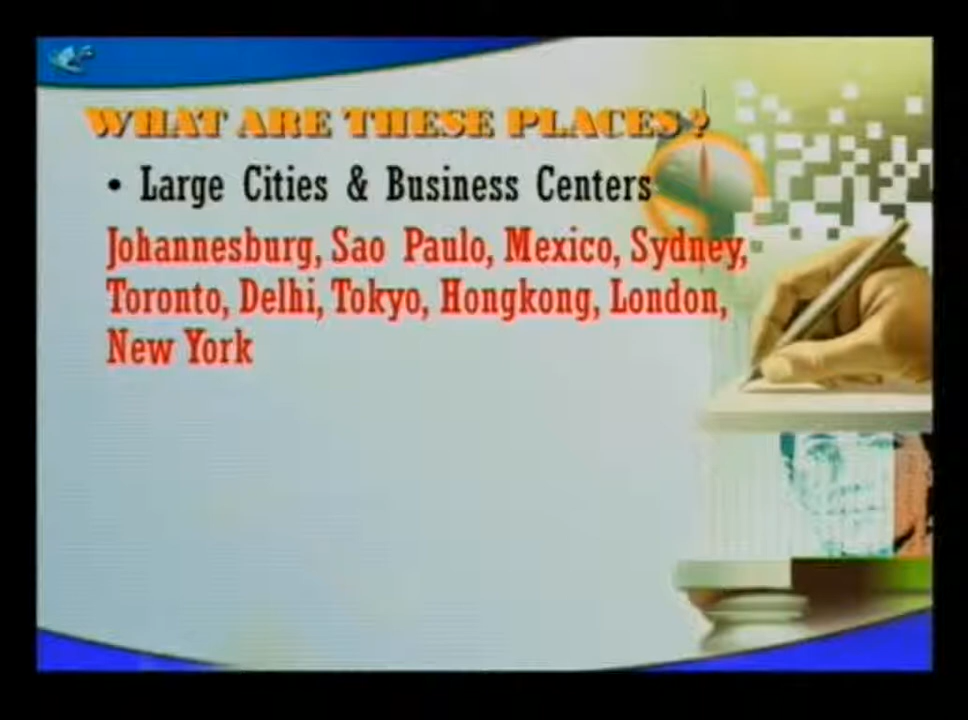 WHAT ARE THESE PLACES?
• Large Cities & Business Centers
Johannesburg, Sao Paulo, Mexico, Sydney,
Toronto, Delhi, Tokyo, Hongkong, London,
New York